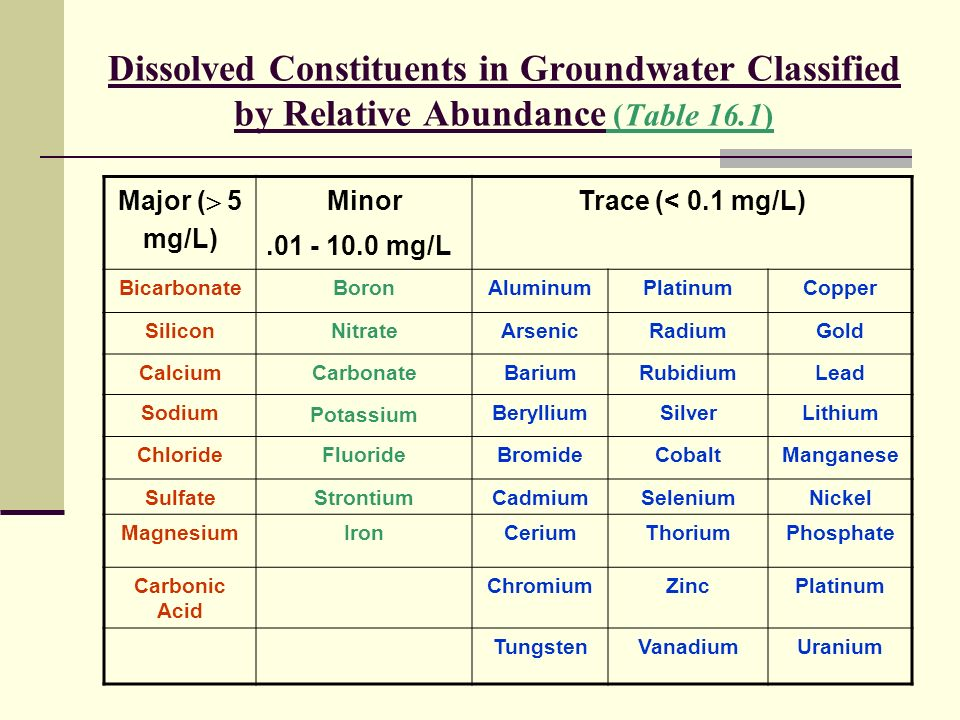 Dissolved Constituents in Groundwater Classified
by Relative Abundance (Table 16.1)
Major (> 5 mg/L) Minor .01 - 10.0 mg/L Trace (< 0.1 mg/L)
Bicarbonate Boron Aluminum Platinum Copper
Silicon Nitrate Arsenic Radium Gold
Calcium Carbonate Barium Rubidium Lead
Sodium Potassium Beryllium Silver Lithium
Chloride Fluoride Bromide Cobalt Manganese
Sulfate Strontium Cadmium Selenium Nickel
Magnesium Iron Cerium Thorium Phosphate
Carbonic Acid Chromium Zinc Platinum
Tungsten Vanadium Uranium